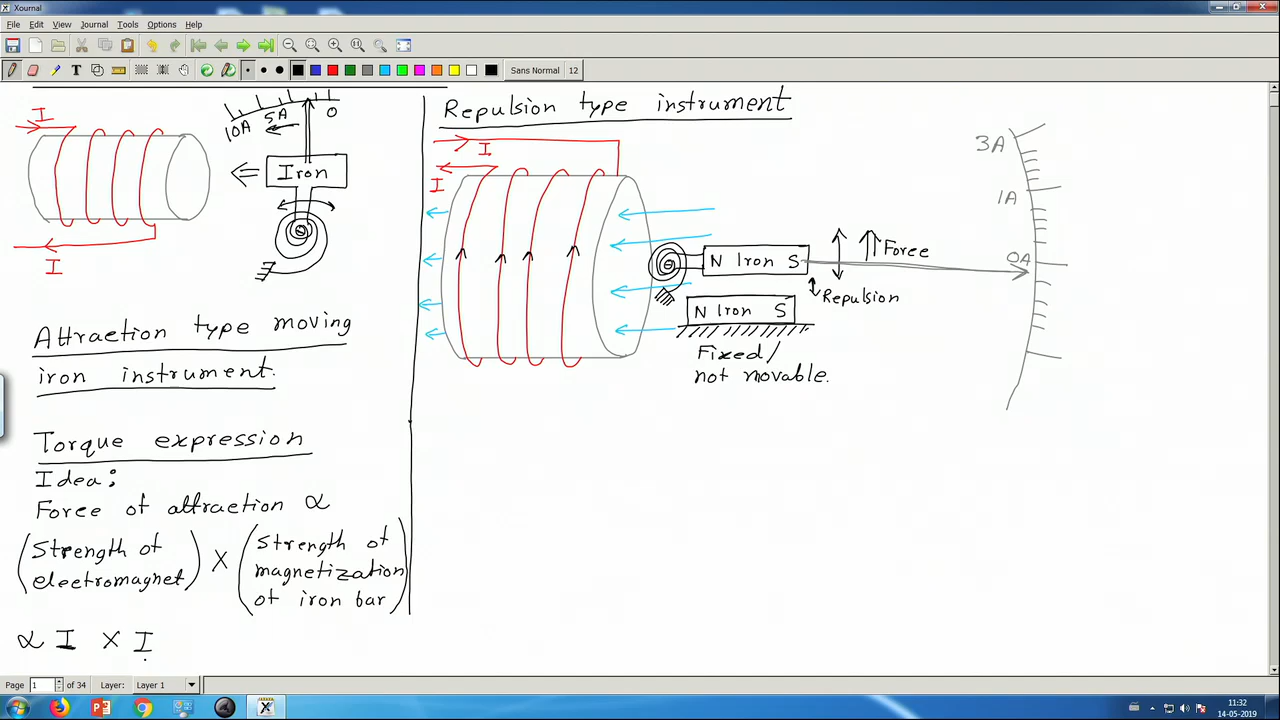 Xournal
File Edit View Journal Tools Options Help
Sans Normal 12
I
10A 5A 0
Iron
I
Attraction type moving
iron instrument.
Torque expression
Idea:
Force of attraction α
(Strength of electromagnet) X (Strength of magnetization of iron bar)
α I X I
Repulsion type instrument
I
I
N Iron S
Force
Repulsion
N Iron S
Fixed/
not movable.
3A
1A
0A
Page 1 of 34 Layer: Layer 1
11:32
14-05-2019